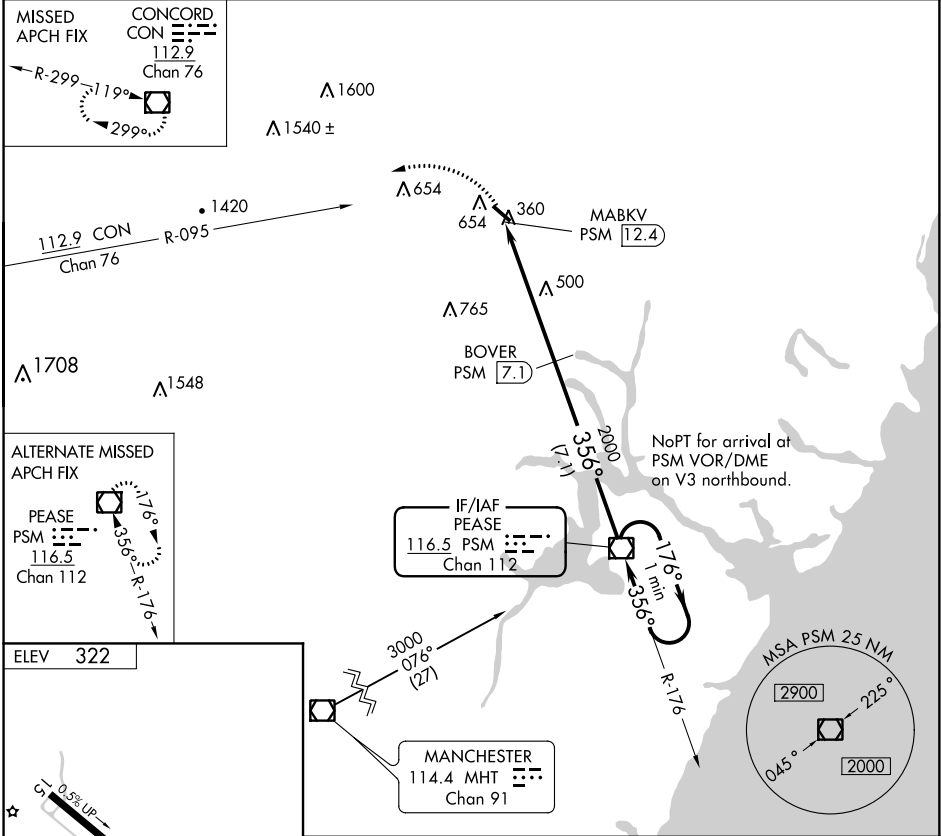 MISSED
APCH FIX
CONCORD
CON
112.9
Chan 76
R-299
119°
299°
1600
1540 ±
654
1420
654
360
MABKV
PSM 12.4
112.9 CON
R-095
Chan 76
500
765
BOVER
PSM 7.1
1708
1548
2000
356°
(7.1)
NoPT for arrival at
PSM VOR/DME
on V3 northbound.
ALTERNATE MISSED
APCH FIX
PEASE
PSM
116.5
Chan 112
176°
356°
R-176
IF/IAF
PEASE
116.5 PSM
Chan 112
176°
1 min
356°
R-176
3000
076°
(27)
MANCHESTER
114.4 MHT
Chan 91
MSA PSM 25 NM
2900
225°
045°
2000
ELEV 322
15
0.5% UP